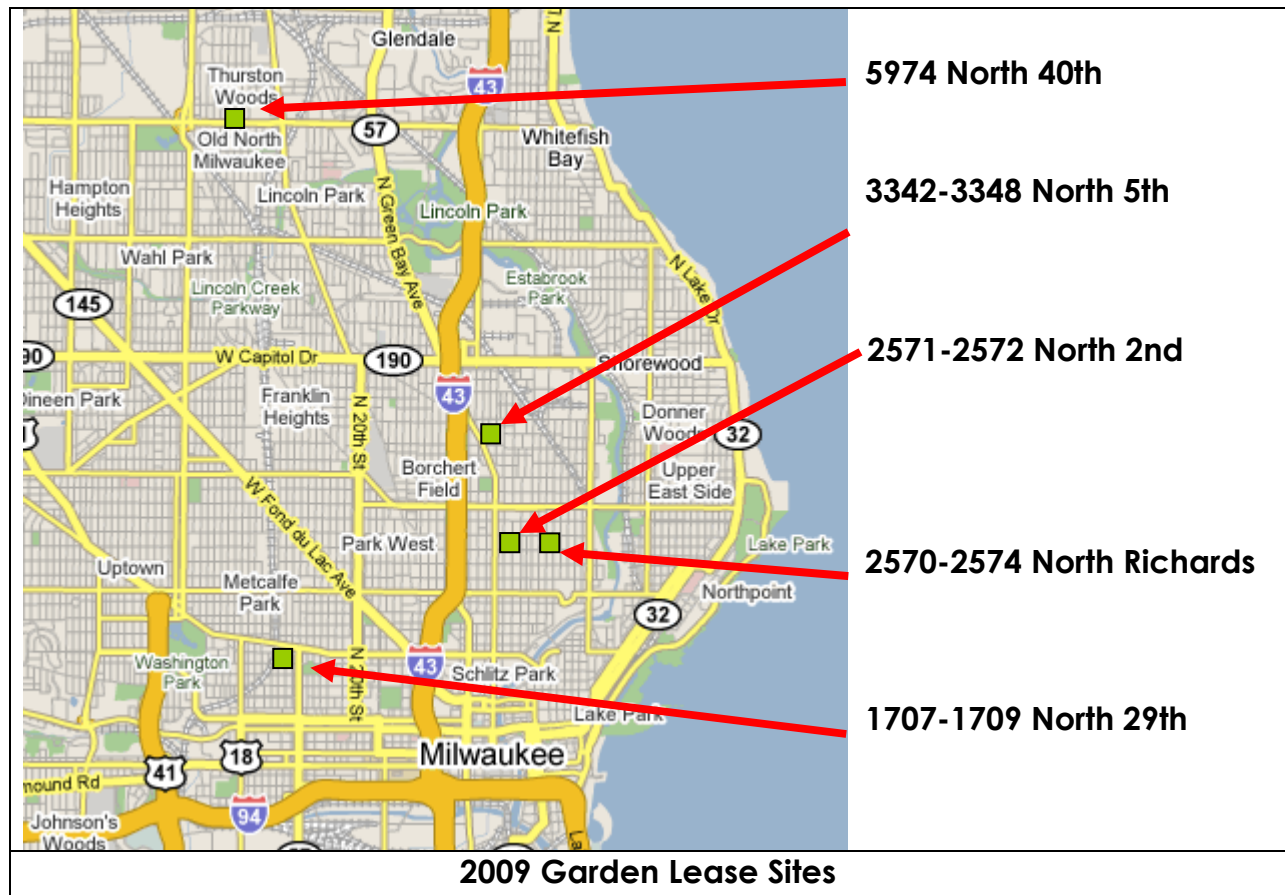 Glendale
43
Thurston
Woods
57
Old North
Milwaukee
Whitefish
Bay
Hampton
Heights
Lincoln Park
Lincoln Park
N Green Bay Ave
Wahl Park
Estabrook
Park
N Lake Dr
Lincoln Creek
Parkway
145
90
W Capitol Dr
190
Shorewood
Dineen Park
Franklin
Heights
43
N 20th St
Donner
Woods
32
Borchert
Field
Upper
East Side
W Fond du Lac Ave
Park West
Lake Park
Uptown
Metcalfe
Park
Northpoint
32
Washington
Park
N 20th St
43
Schlitz Park
Lake Park
Milwaukee
18
41
mound Rd
94
Johnson's
Woods
5974 North 40th
3342-3348 North 5th
2571-2572 North 2nd
2570-2574 North Richards
1707-1709 North 29th
2009 Garden Lease Sites